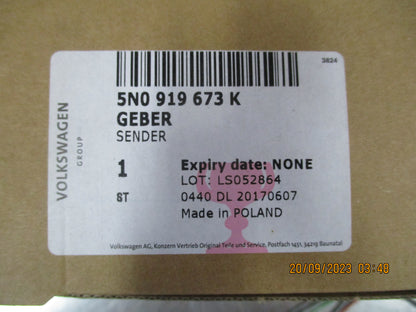 3824
5N0 919 673 K
GEBER
SENDER
VOLKSWAGEN
GROUP
1
Expiry date: NONE
LOT: LS052864
ST
0440 DL 20170607
Made in POLAND
Volkswagen AG, Konzern Vertrieb Original Teile und Service, Postfach 1451, 34219 Baunatal
20/09/2023 03:48